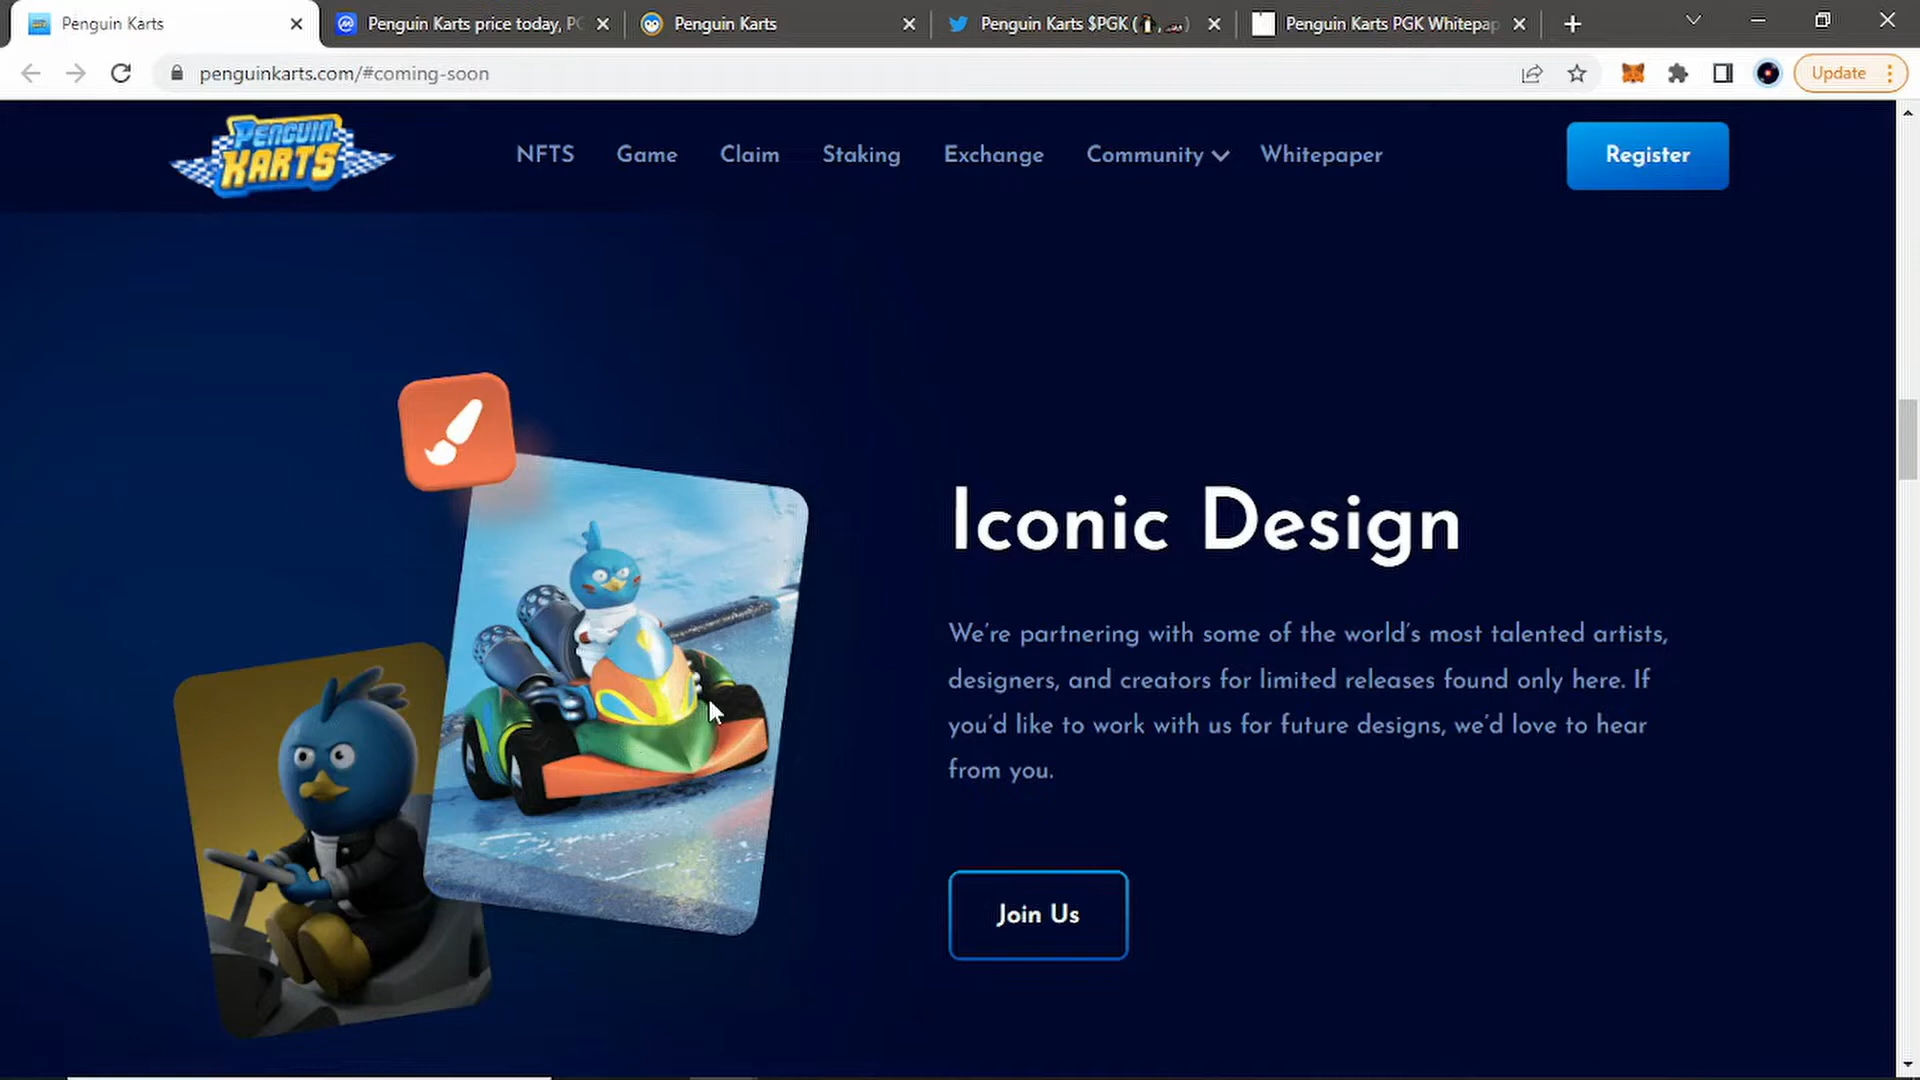 Penguin Karts
Penguin Karts price today, PG
Penguin Karts
Penguin Karts $PGK (🐧,🏎️)
Penguin Karts PGK Whitepap
penguinkarts.com/#coming-soon
Update
PENGUIN
KARTS
NFTS
Game
Claim
Staking
Exchange
Community
Whitepaper
Register
Iconic Design
We're partnering with some of the world's most talented artists,
designers, and creators for limited releases found only here. If
you'd like to work with us for future designs, we'd love to hear
from you.
Join Us